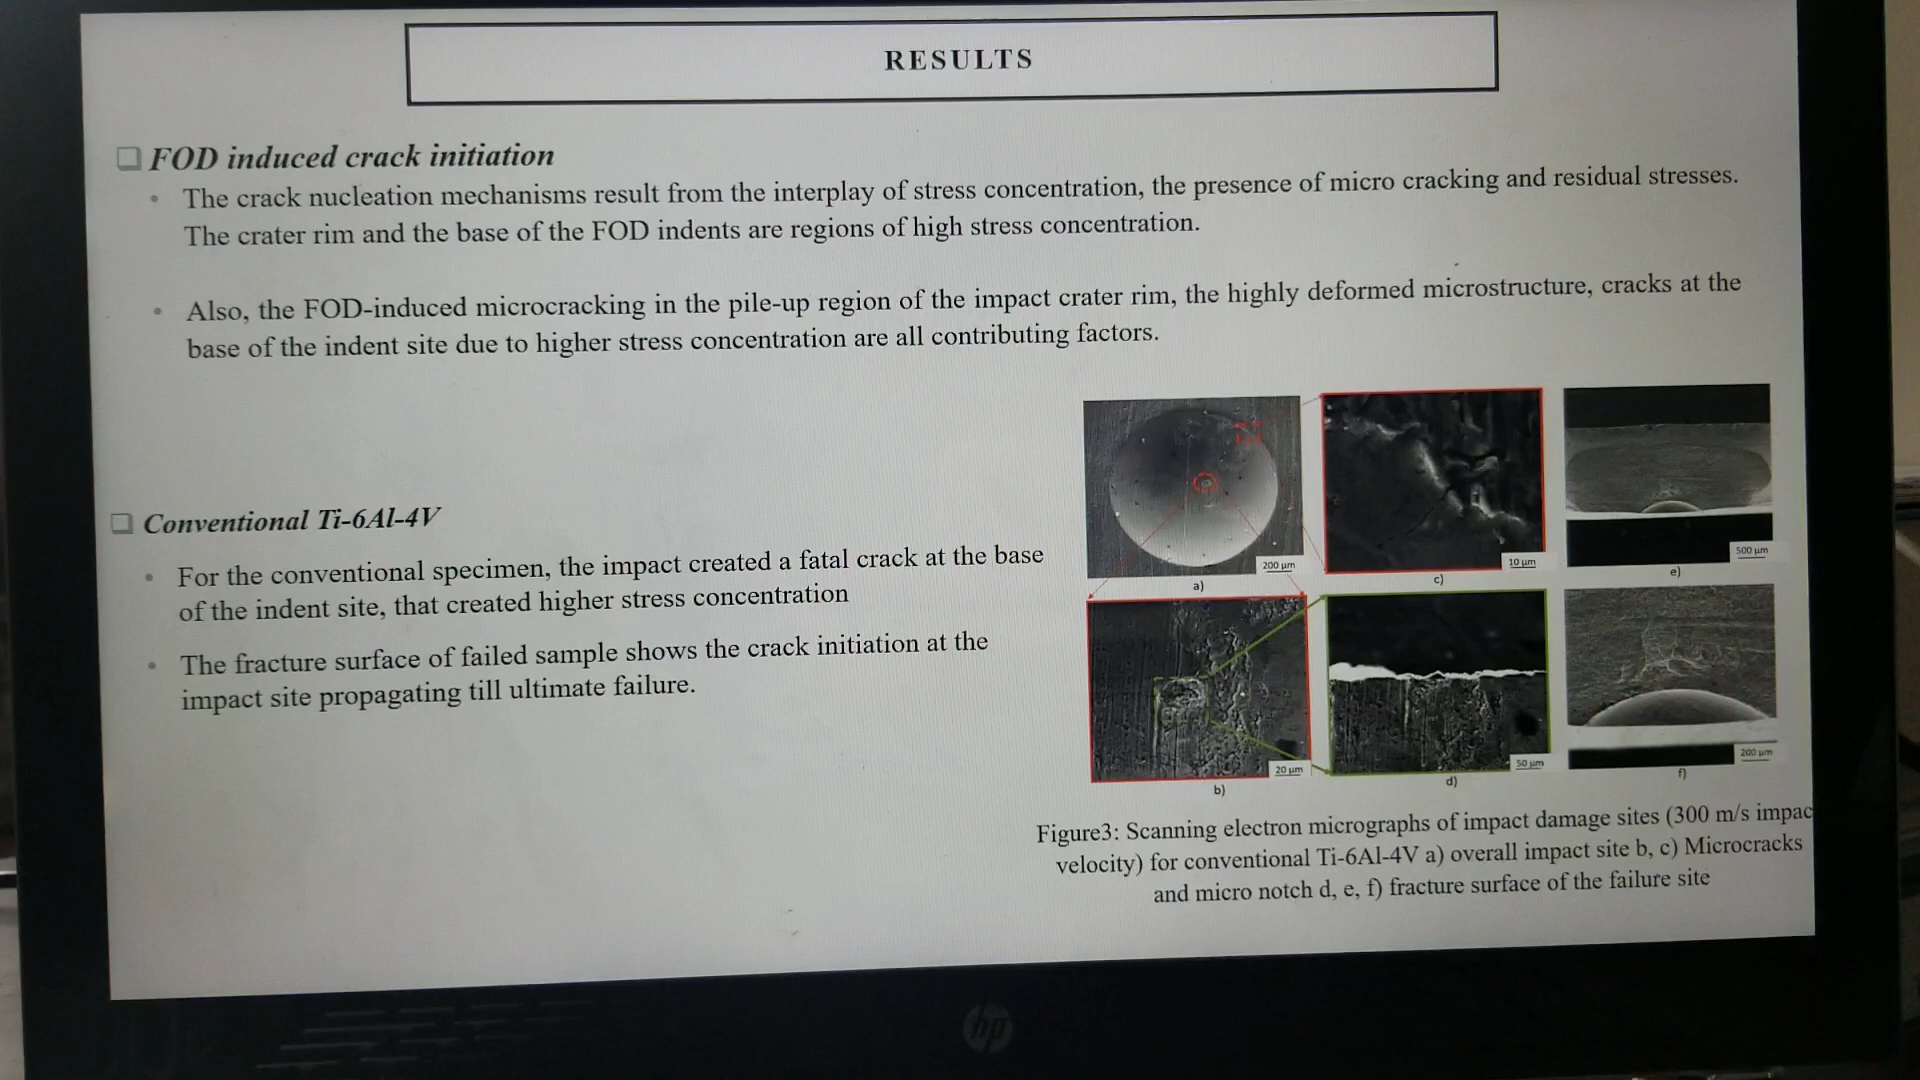 RESULTS
FOD induced crack initiation
• The crack nucleation mechanisms result from the interplay of stress concentration, the presence of micro cracking and residual stresses.
The crater rim and the base of the FOD indents are regions of high stress concentration.
• Also, the FOD-induced microcracking in the pile-up region of the impact crater rim, the highly deformed microstructure, cracks at the
base of the indent site due to higher stress concentration are all contributing factors.
Conventional Ti-6Al-4V
• For the conventional specimen, the impact created a fatal crack at the base
of the indent site, that created higher stress concentration
• The fracture surface of failed sample shows the crack initiation at the
impact site propagating till ultimate failure.
200 µm
a)
10 µm
c)
500 µm
e)
20 µm
b)
50 µm
d)
200 µm
f)
Figure3: Scanning electron micrographs of impact damage sites (300 m/s impac
velocity) for conventional Ti-6Al-4V a) overall impact site b, c) Microcracks
and micro notch d, e, f) fracture surface of the failure site
hp